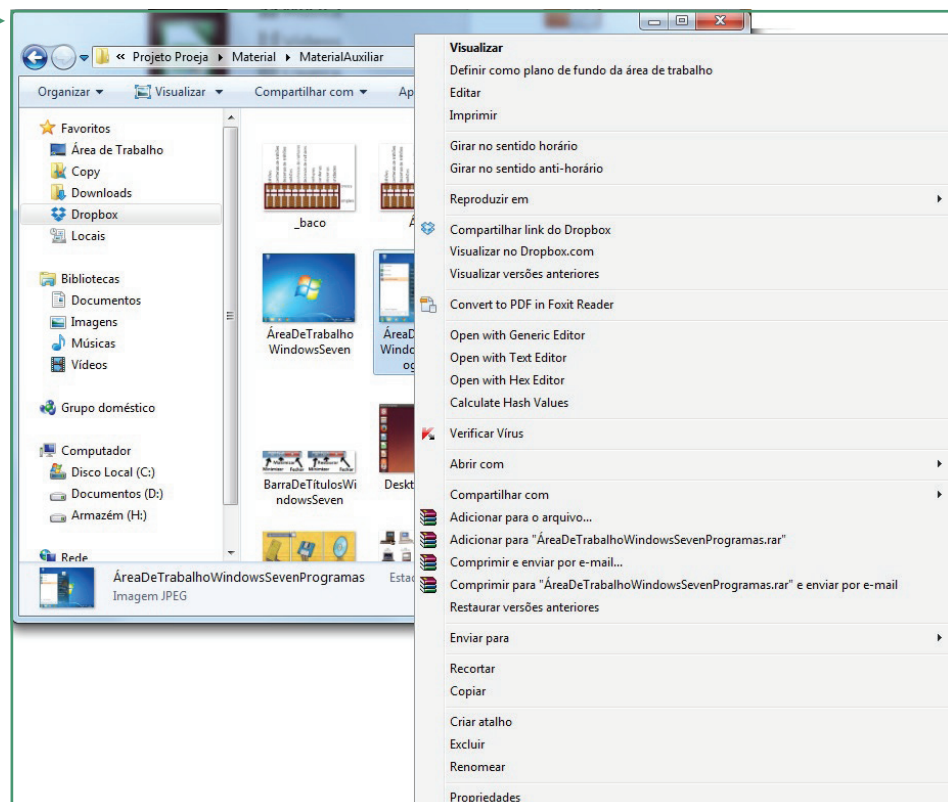 « Projeto Proeja ▸ Material ▸ MaterialAuxiliar
Organizar
Visualizar
Compartilhar com
Favoritos
Área de Trabalho
Copy
Downloads
Dropbox
Locais
Bibliotecas
Documentos
Imagens
Músicas
Vídeos
Grupo doméstico
Computador
Disco Local (C:)
Documentos (D:)
Armazém (H:)
Rede
_baco
ÁreaDeTrabalho
WindowsSeven
BarraDeTítulosWi
ndowsSeven
ÁreaDeTrabalhoWindowsSevenProgramas
Imagem JPEG
Visualizar
Definir como plano de fundo da área de trabalho
Editar
Imprimir
Girar no sentido horário
Girar no sentido anti-horário
Reproduzir em
Compartilhar link do Dropbox
Visualizar no Dropbox.com
Visualizar versões anteriores
Convert to PDF in Foxit Reader
Open with Generic Editor
Open with Text Editor
Open with Hex Editor
Calculate Hash Values
Verificar Vírus
Abrir com
Compartilhar com
Adicionar para o arquivo...
Adicionar para "ÁreaDeTrabalhoWindowsSevenProgramas.rar"
Comprimir e enviar por e-mail...
Comprimir para "ÁreaDeTrabalhoWindowsSevenProgramas.rar" e enviar por e-mail
Restaurar versões anteriores
Enviar para
Recortar
Copiar
Criar atalho
Excluir
Renomear
Propriedades